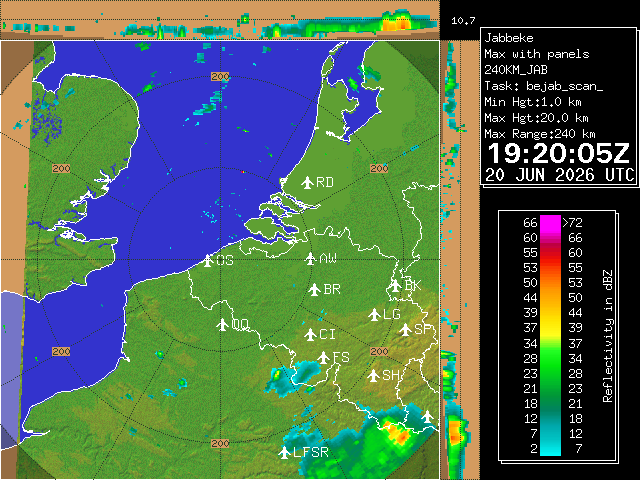 10.7
Jabbeke
Max with panels
240KM_JAB
Task: bejab_scan_
Min Hgt:1.0 km
Max Hgt:20.0 km
Max Range:240 km
19:20:05Z
20 JUN 2026 UTC
200
200
200
RD
OS
AW
BR
BK
LG
OO
CI
SP
FS
200
200
SH
200
LFSR
66 >72
60 66
55 60
53 55
50 53
44 50
39 44
37 39
34 37
28 34
24 28
21 23
18 21
12 18
7 12
2 7
Reflectivity in dBZ